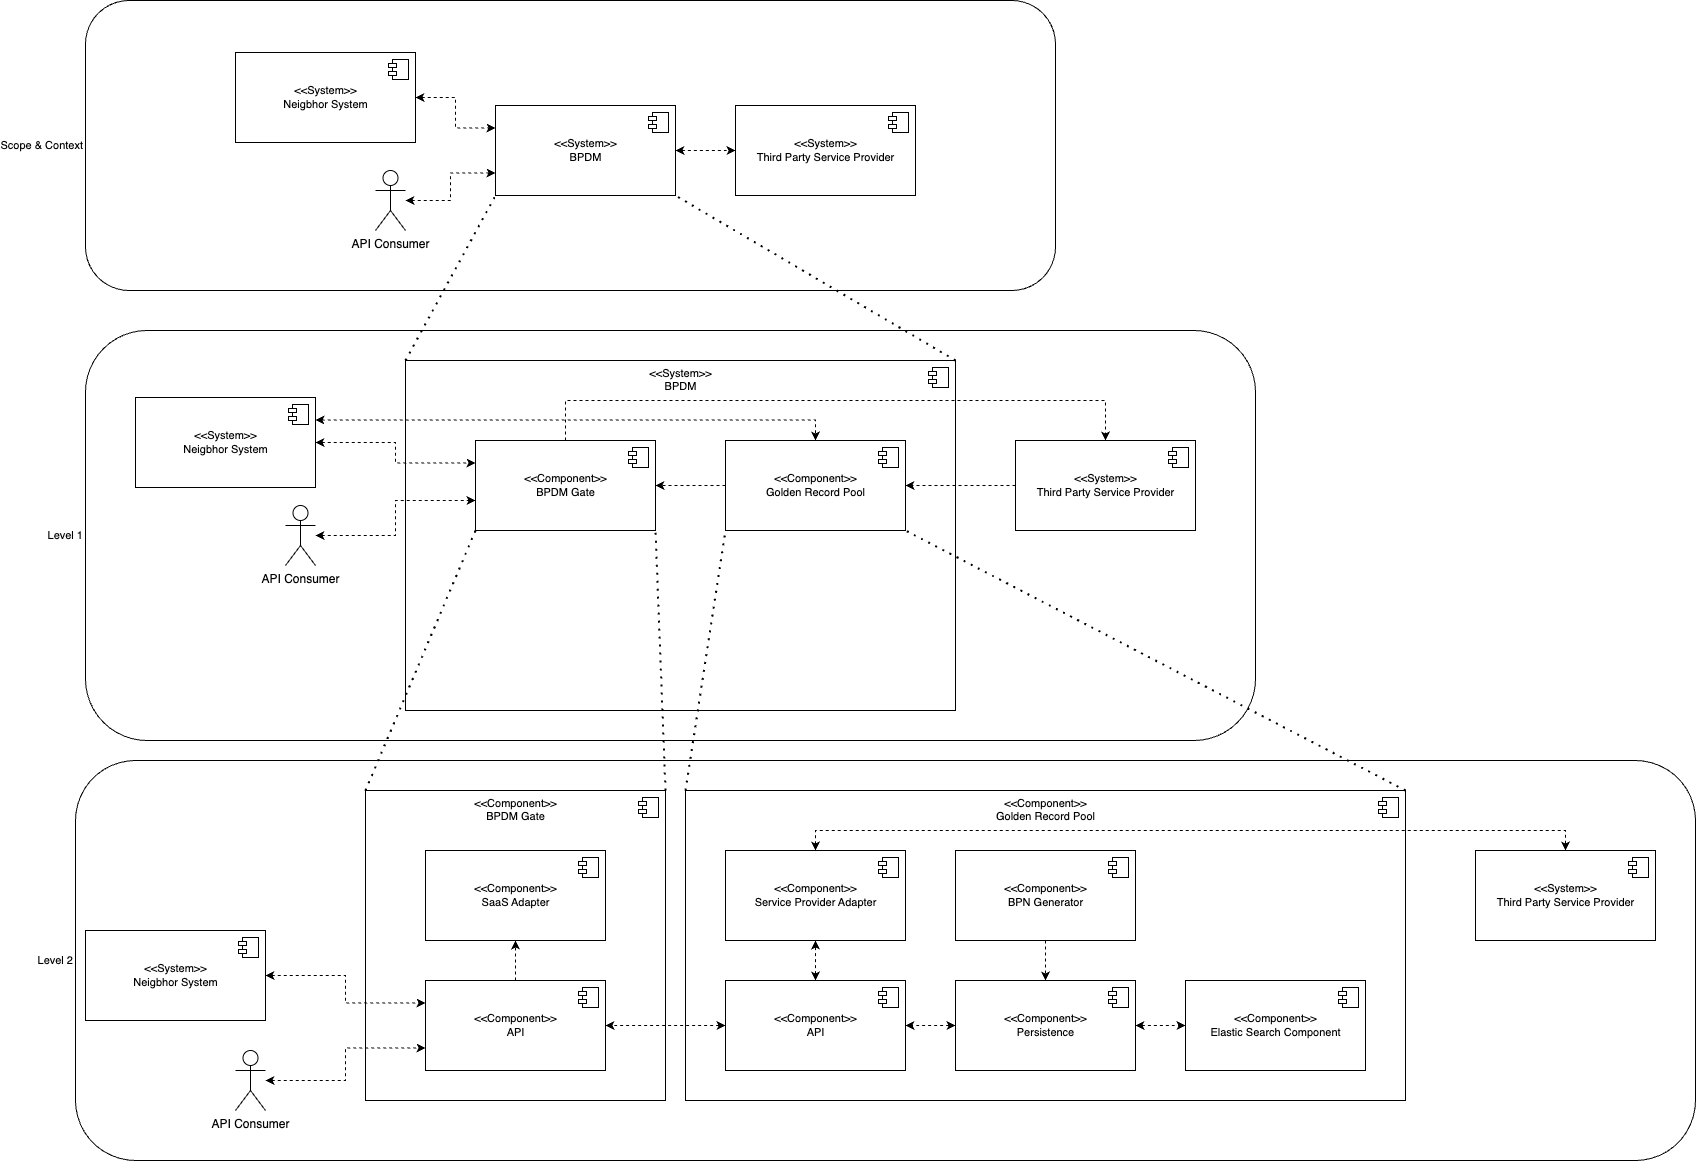 Scope & Context
<<System>>
Neigbhor System
<<System>>
BPDM
<<System>>
Third Party Service Provider
API Consumer
Level 1
<<System>>
BPDM
<<System>>
Neigbhor System
<<Component>>
BPDM Gate
<<Component>>
Golden Record Pool
<<System>>
Third Party Service Provider
API Consumer
Level 2
<<Component>>
BPDM Gate
<<Component>>
Golden Record Pool
<<Component>>
SaaS Adapter
<<Component>>
Service Provider Adapter
<<Component>>
BPN Generator
<<System>>
Third Party Service Provider
<<System>>
Neigbhor System
<<Component>>
API
<<Component>>
API
<<Component>>
Persistence
<<Component>>
Elastic Search Component
API Consumer